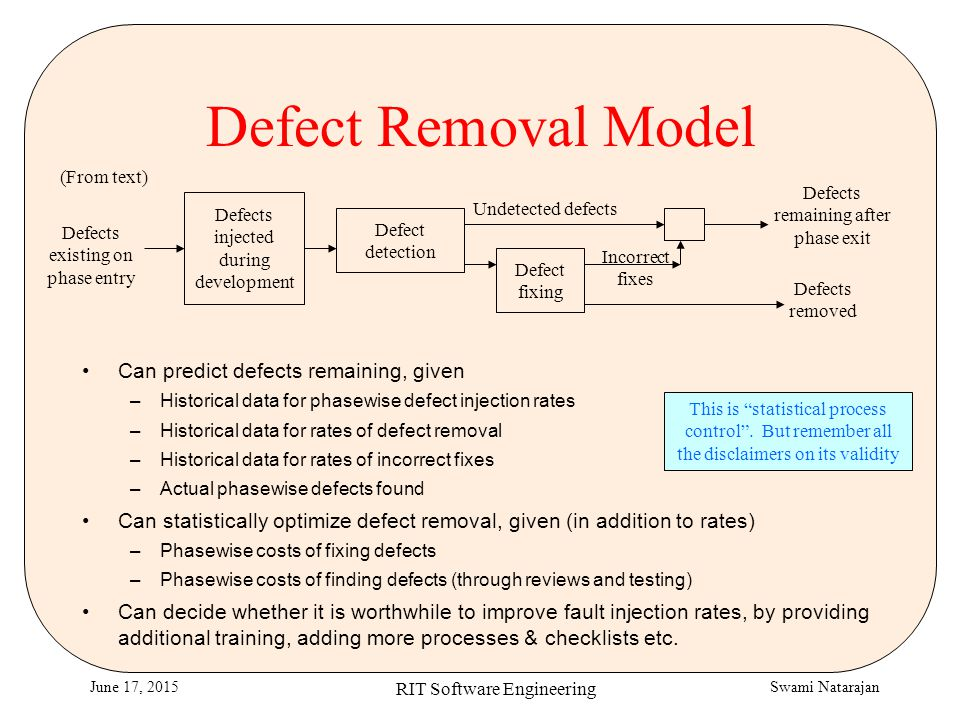 Defect Removal Model
(From text)
Defects
existing on
phase entry
Defects
injected
during
development
Defect
detection
Undetected defects
Defect
fixing
Incorrect
fixes
Defects
remaining after
phase exit
Defects
removed
• Can predict defects remaining, given
– Historical data for phasewise defect injection rates
– Historical data for rates of defect removal
– Historical data for rates of incorrect fixes
– Actual phasewise defects found
This is “statistical process
control”. But remember all
the disclaimers on its validity
• Can statistically optimize defect removal, given (in addition to rates)
– Phasewise costs of fixing defects
– Phasewise costs of finding defects (through reviews and testing)
• Can decide whether it is worthwhile to improve fault injection rates, by providing
additional training, adding more processes & checklists etc.
June 17, 2015
RIT Software Engineering
Swami Natarajan